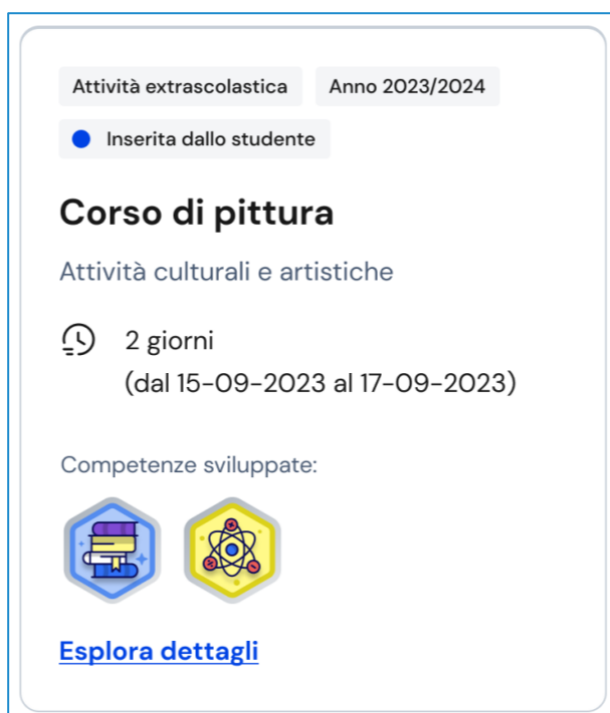 Attività extrascolastica Anno 2023/2024
Inserita dallo studente
Corso di pittura
Attività culturali e artistiche
2 giorni
(dal 15-09-2023 al 17-09-2023)
Competenze sviluppate:
Esplora dettagli